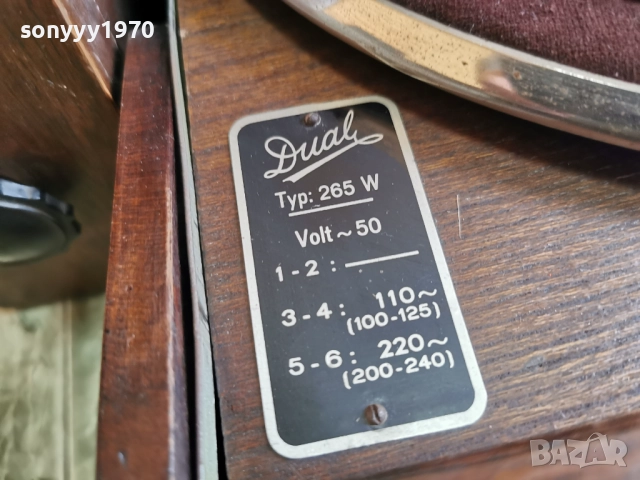 sonyyy1970
Dual
Typ: 265 W
Volt ~ 50
1 - 2 :
3 - 4 : 110~
(100-125)
5 - 6 : 220~
(200-240)
BAZAR